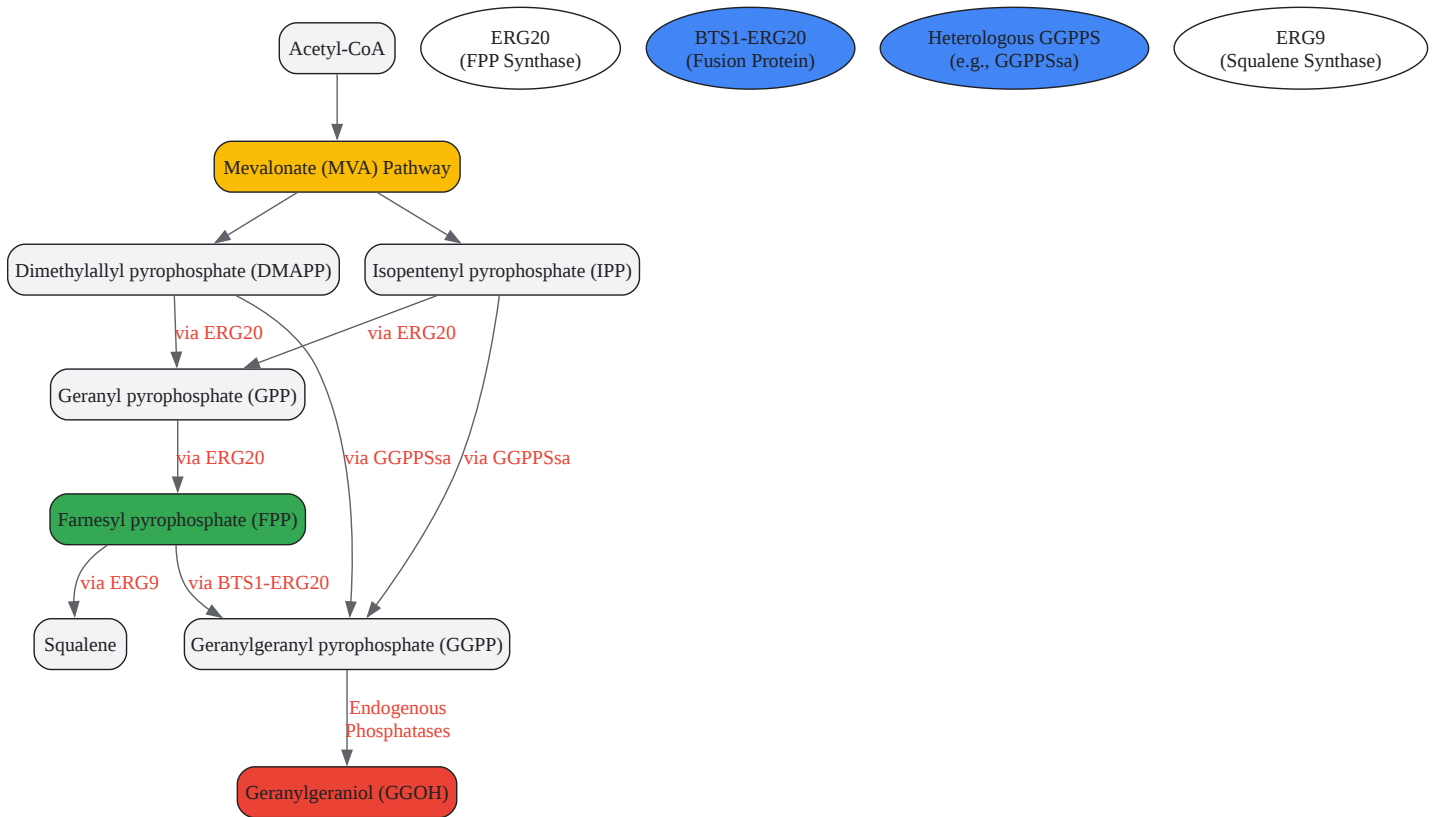 Acetyl-CoA
ERG20
(FPP Synthase)
BTS1-ERG20
(Fusion Protein)
Heterologous GGPPS
(e.g., GGPPSsa)
ERG9
(Squalene Synthase)
Mevalonate (MVA) Pathway
Dimethylallyl pyrophosphate (DMAPP)
Isopentenyl pyrophosphate (IPP)
via ERG20
via ERG20
Geranyl pyrophosphate (GPP)
via ERG20
via GGPPSsa
via GGPPSsa
Farnesyl pyrophosphate (FPP)
via ERG9
via BTS1-ERG20
Squalene
Geranylgeranyl pyrophosphate (GGPP)
Endogenous
Phosphatases
Geranylgeraniol (GGOH)